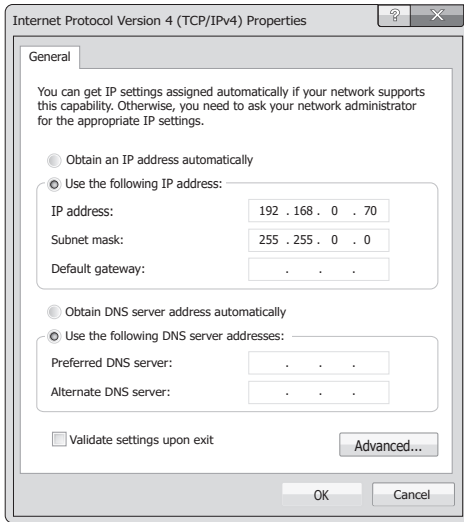 Internet Protocol Version 4 (TCP/IPv4) Properties
?
General
You can get IP settings assigned automatically if your network supports
this capability. Otherwise, you need to ask your network administrator
for the appropriate IP settings.
Obtain an IP address automatically
Use the following IP address:
IP address: 192 . 168 . 0 . 70
Subnet mask: 255 . 255 . 0 . 0
Default gateway: . . .
Obtain DNS server address automatically
Use the following DNS server addresses:
Preferred DNS server: . . .
Alternate DNS server: . . .
Validate settings upon exit
Advanced...
OK Cancel